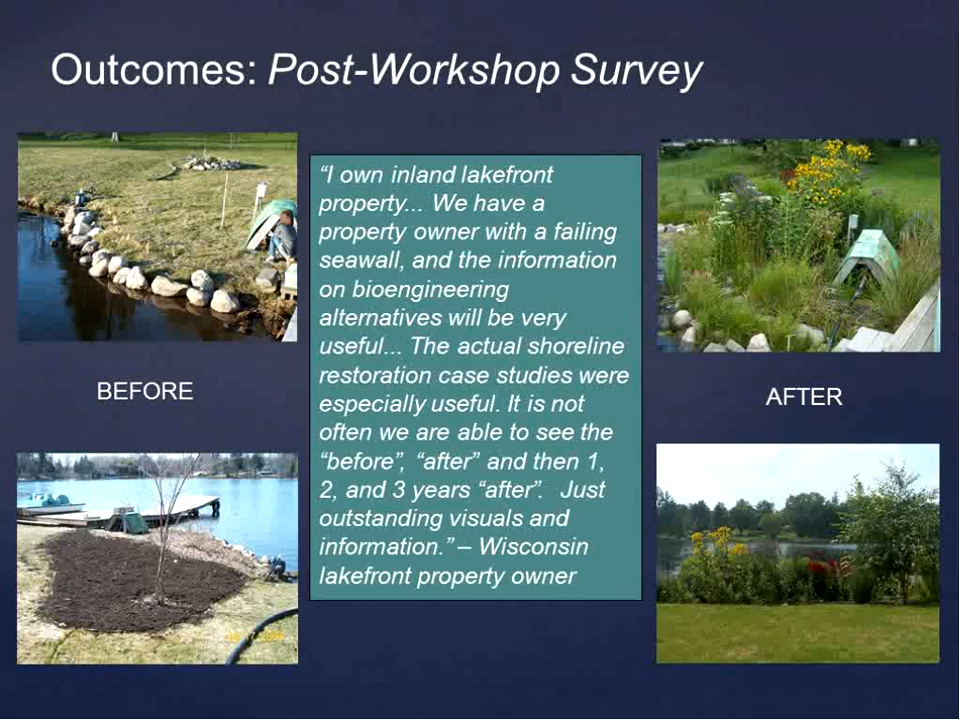 Outcomes: Post-Workshop Survey
“I own inland lakefront
property... We have a
property owner with a failing
seawall, and the information
on bioengineering
alternatives will be very
useful... The actual shoreline
restoration case studies were
especially useful. It is not
often we are able to see the
“before”, “after” and then 1,
2, and 3 years “after”.  Just
outstanding visuals and
information.” – Wisconsin
lakefront property owner
BEFORE
AFTER